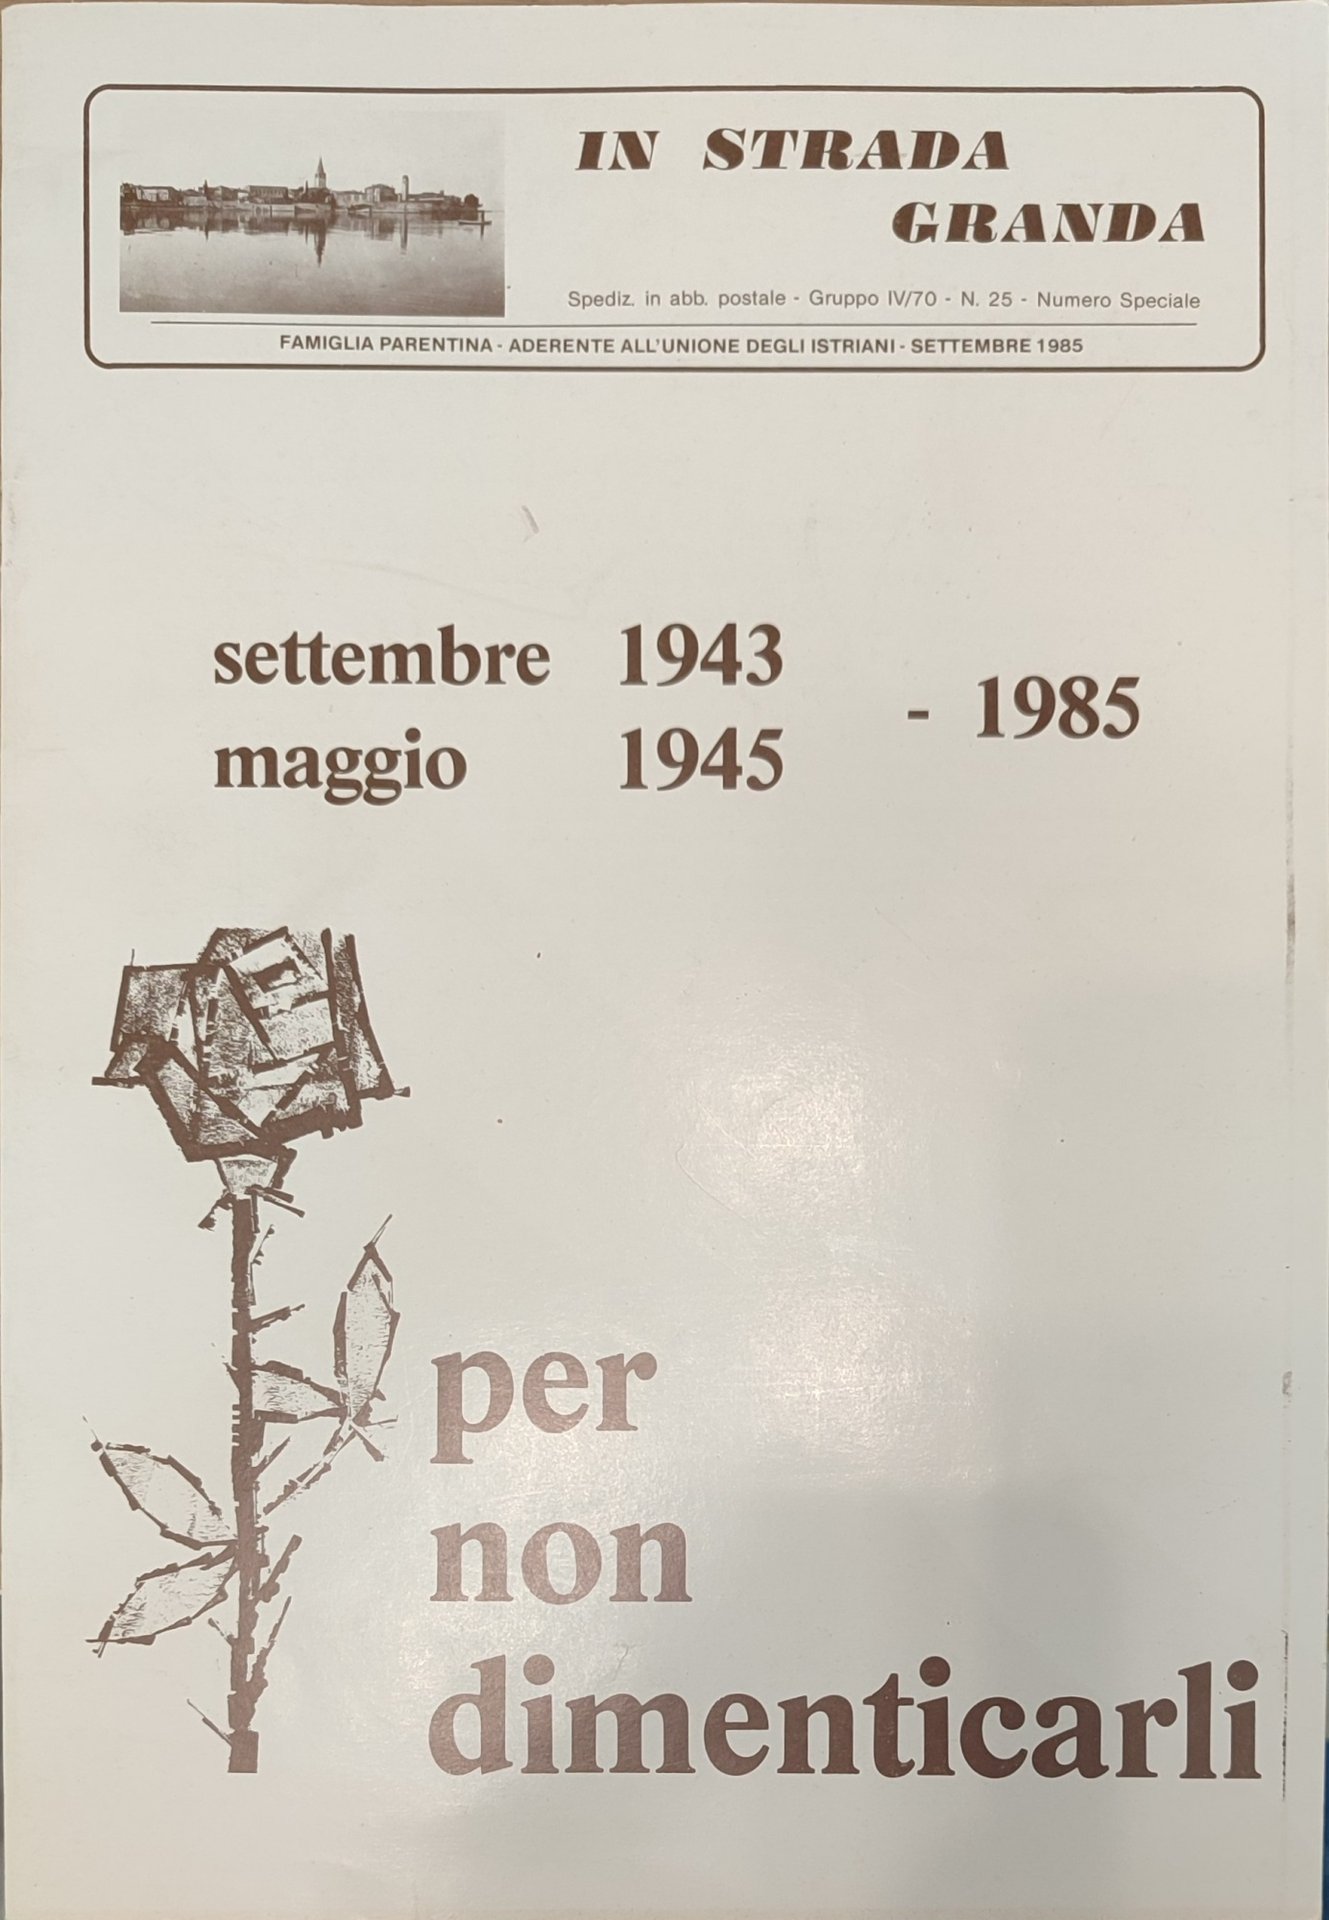 IN STRADA
GRANDA
Spediz. in abb. postale - Gruppo IV/70 - N. 25 - Numero Speciale
FAMIGLIA PARENTINA - ADERENTE ALL'UNIONE DEGLI ISTRIANI - SETTEMBRE 1985
settembre 1943
- 1985
maggio 1945
per
non
dimenticarli